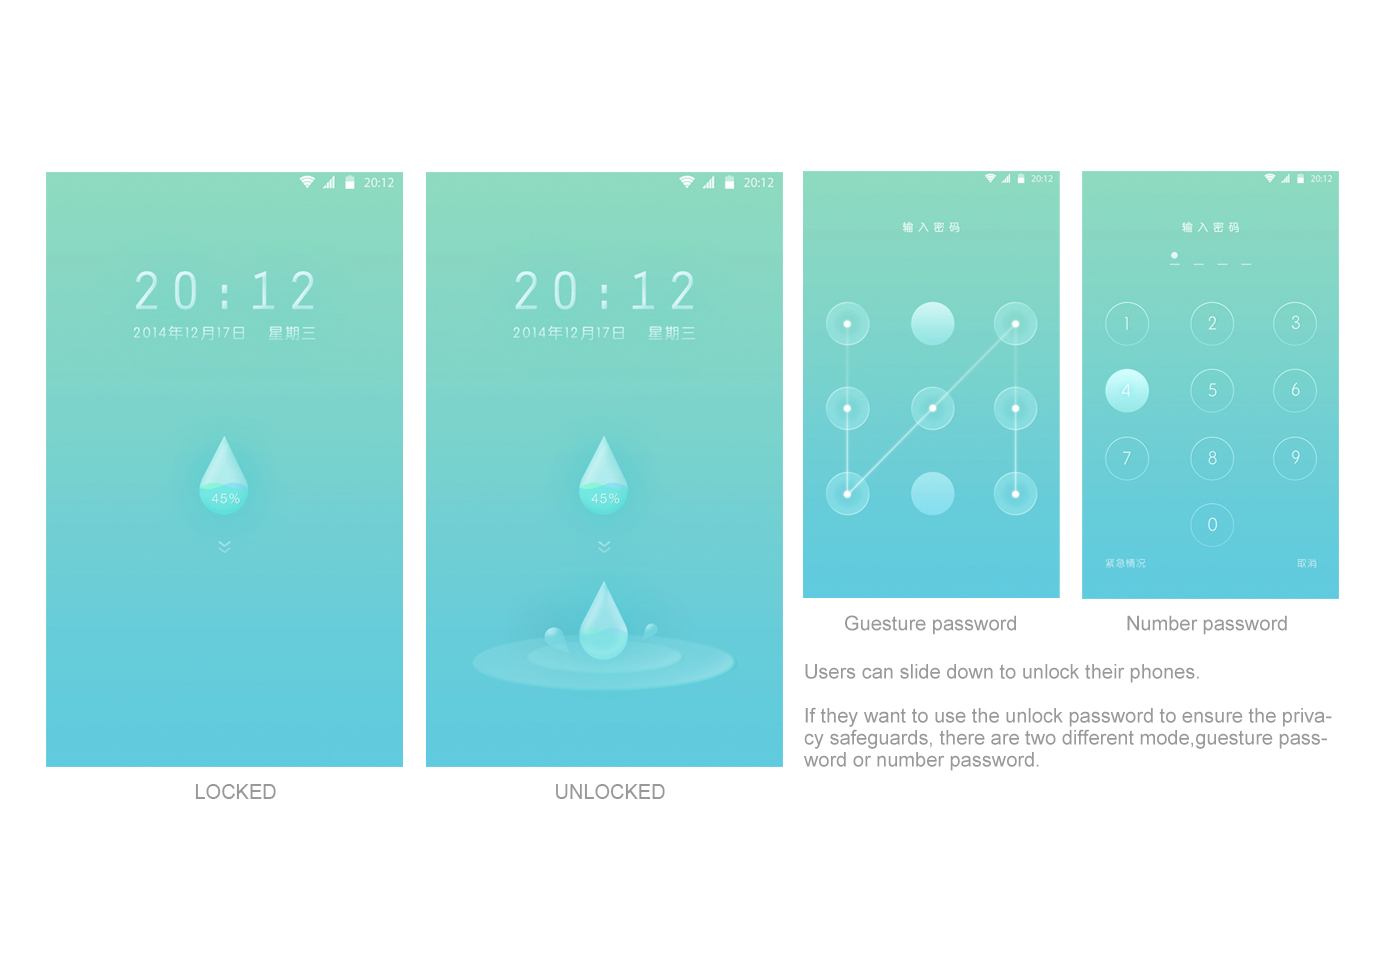 20:12
20:12
2014年12月17日 星期三
45%
LOCKED
20:12
20:12
2014年12月17日 星期三
45%
UNLOCKED
20:12
输入密码
Guesture password
20:12
输入密码
1 2 3
4 5 6
7 8 9
0
紧急情况 取消
Number password
Users can slide down to unlock their phones.
If they want to use the unlock password to ensure the priva-
cy safeguards, there are two different mode,guesture pass-
word or number password.